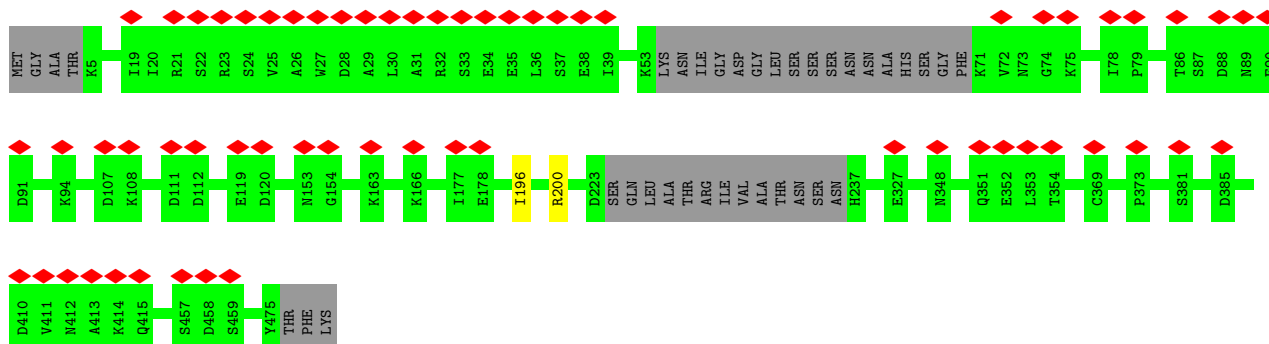 MET GLY ALA THR K5 I19 I20 R21 S22 R23 S24 V25 A26 W27 D28 A29 L30 A31 R32 S33 E34 E35 L36 S37 E38 I39 K53 LYS ASN ILE GLY ASP GLY LEU SER SER SER ASN ASN ALA HIS SER GLY PHE K71 V72 N73 G74 K75 I78 P79 T86 S87 D88 N89
D91 K94 D107 K108 D111 D112 E119 D120 N153 G154 K163 K166 I177 E178 I196 R200 D223 SER GLN LEU ALA THR ARG ILE VAL ALA THR ASN SER ASN H237 E327 N348 Q351 E352 L353 T354 C369 P373 S381 D385
D410 V411 N412 A413 K414 Q415 S457 D458 S459 Y475 THR PHE LYS